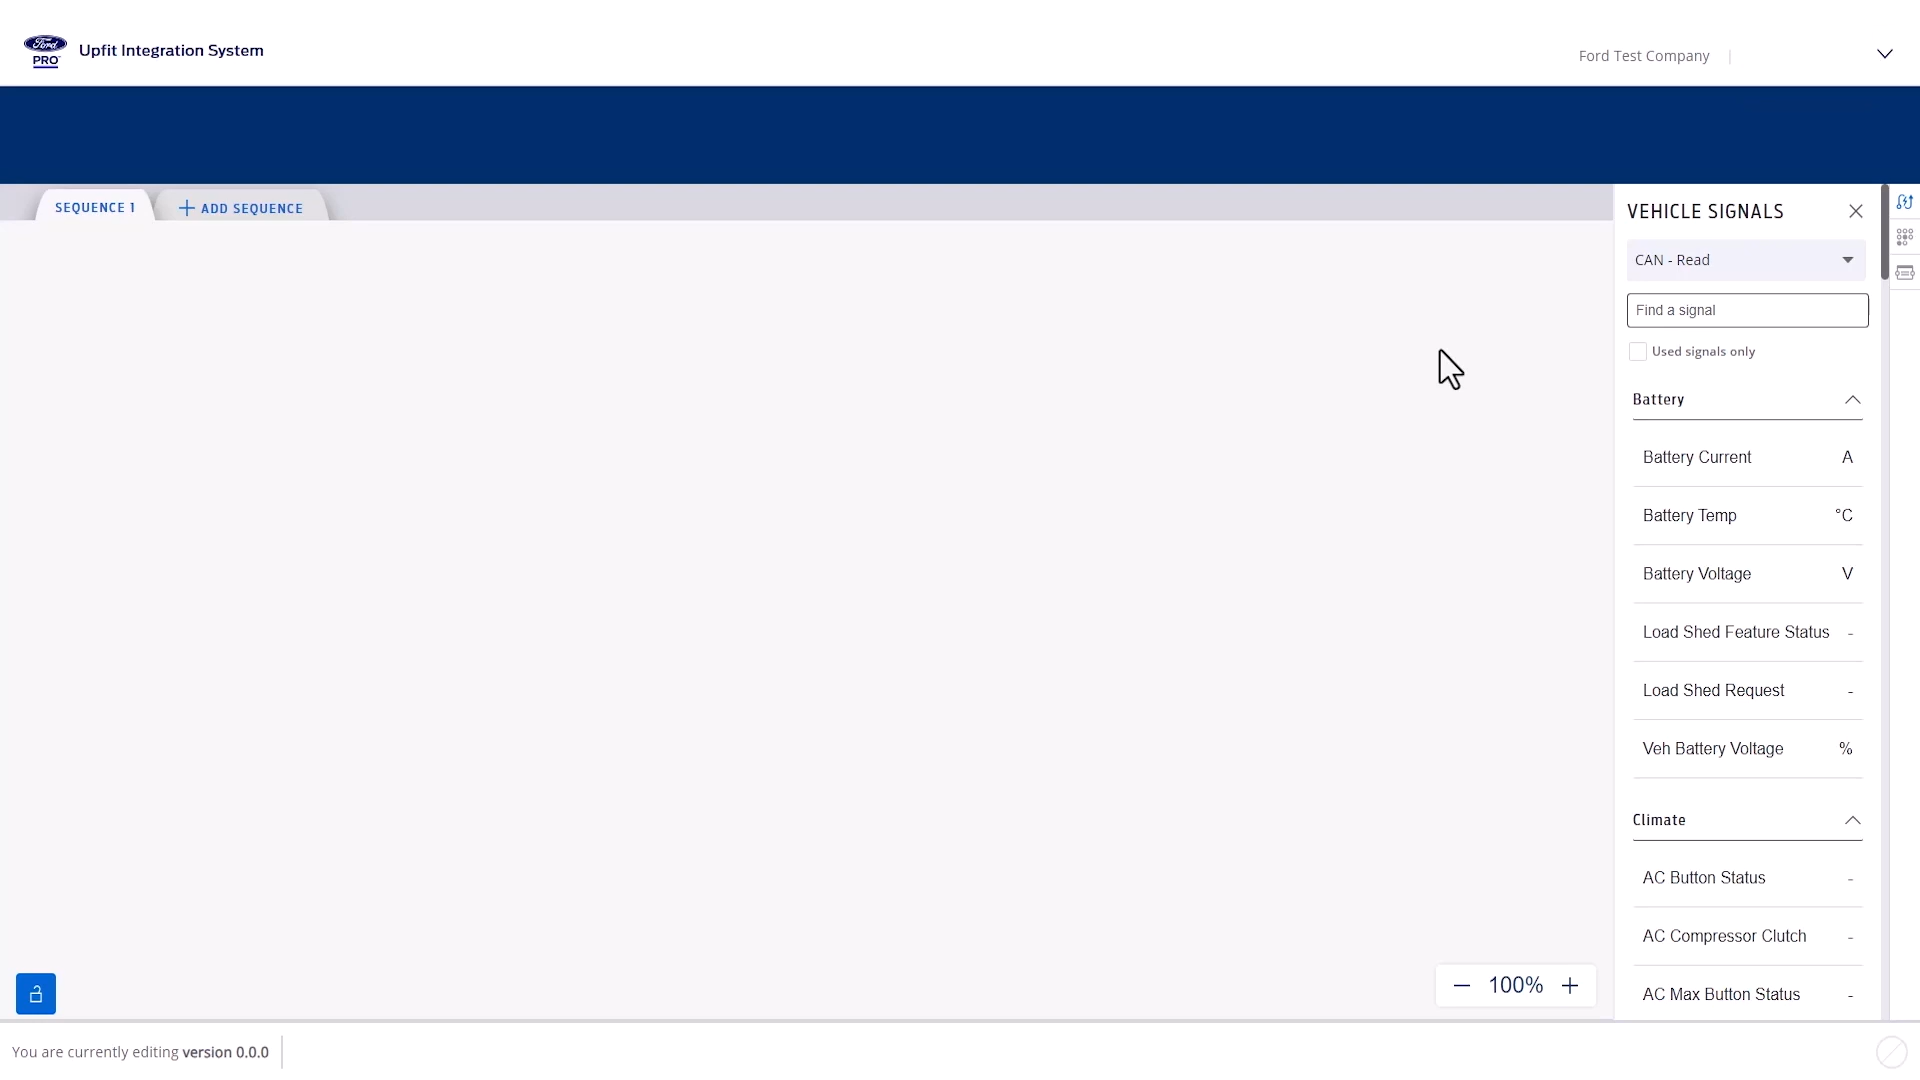 Ford
PRO
Upfit Integration System
Ford Test Company
SEQUENCE 1
ADD SEQUENCE
VEHICLE SIGNALS
CAN - Read
Find a signal
Used signals only
Battery
Battery Current A
Battery Temp °C
Battery Voltage V
Load Shed Feature Status -
Load Shed Request -
Veh Battery Voltage %
Climate
AC Button Status -
AC Compressor Clutch -
AC Max Button Status -
100%
You are currently editing version 0.0.0